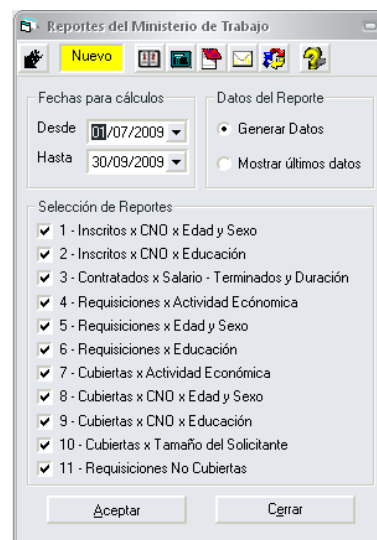 Reportes del Ministerio de Trabajo
Nuevo
Fechas para cálculos
Desde 01/07/2009
Hasta 30/09/2009
Datos del Reporte
Generar Datos
Mostrar últimos datos
Selección de Reportes
1 - Inscritos x CNO x Edad y Sexo
2 - Inscritos x CNO x Educación
3 - Contratados x Salario - Terminados y Duración
4 - Requisiciones x Actividad Ecónomica
5 - Requisiciones x Edad y Sexo
6 - Requisiciones x Educación
7 - Cubiertas x Actividad Económica
8 - Cubiertas x CNO x Edad y Sexo
9 - Cubiertas x CNO x Educación
10 - Cubiertas x Tamaño del Solicitante
11 - Requisiciones No Cubiertas
Aceptar
Cerrar